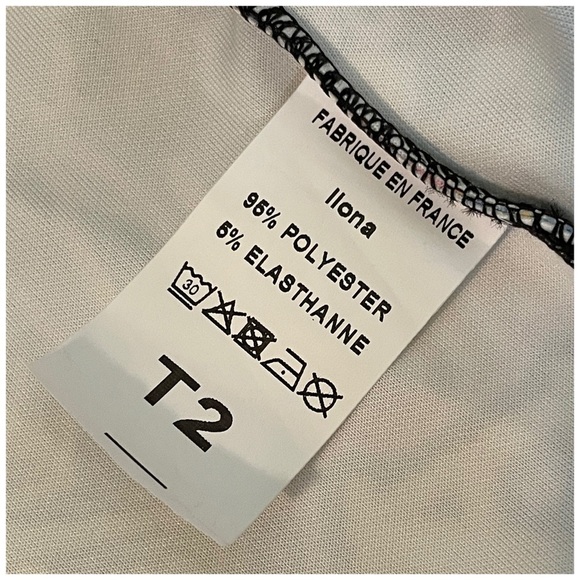 FABRIQUE EN FRANCE
Ilona
95% POLYESTER
5% ELASTHANNE
30
T2